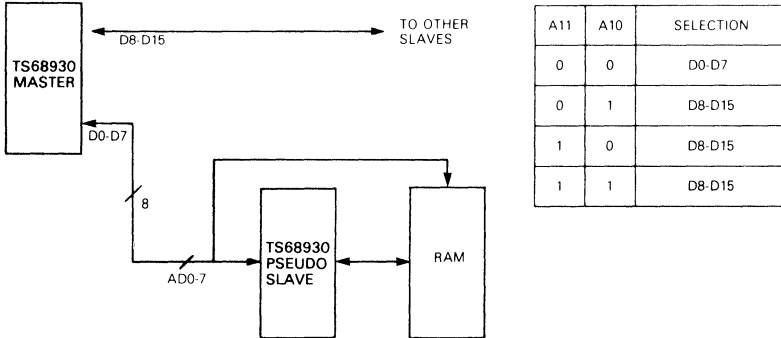 TO OTHER
SLAVES
D8-D15
TS68930
MASTER
D0-D7
8
AD0-7
TS68930
PSEUDO
SLAVE
RAM
A11 A10 SELECTION
0 0 D0-D7
0 1 D8-D15
1 0 D8-D15
1 1 D8-D15